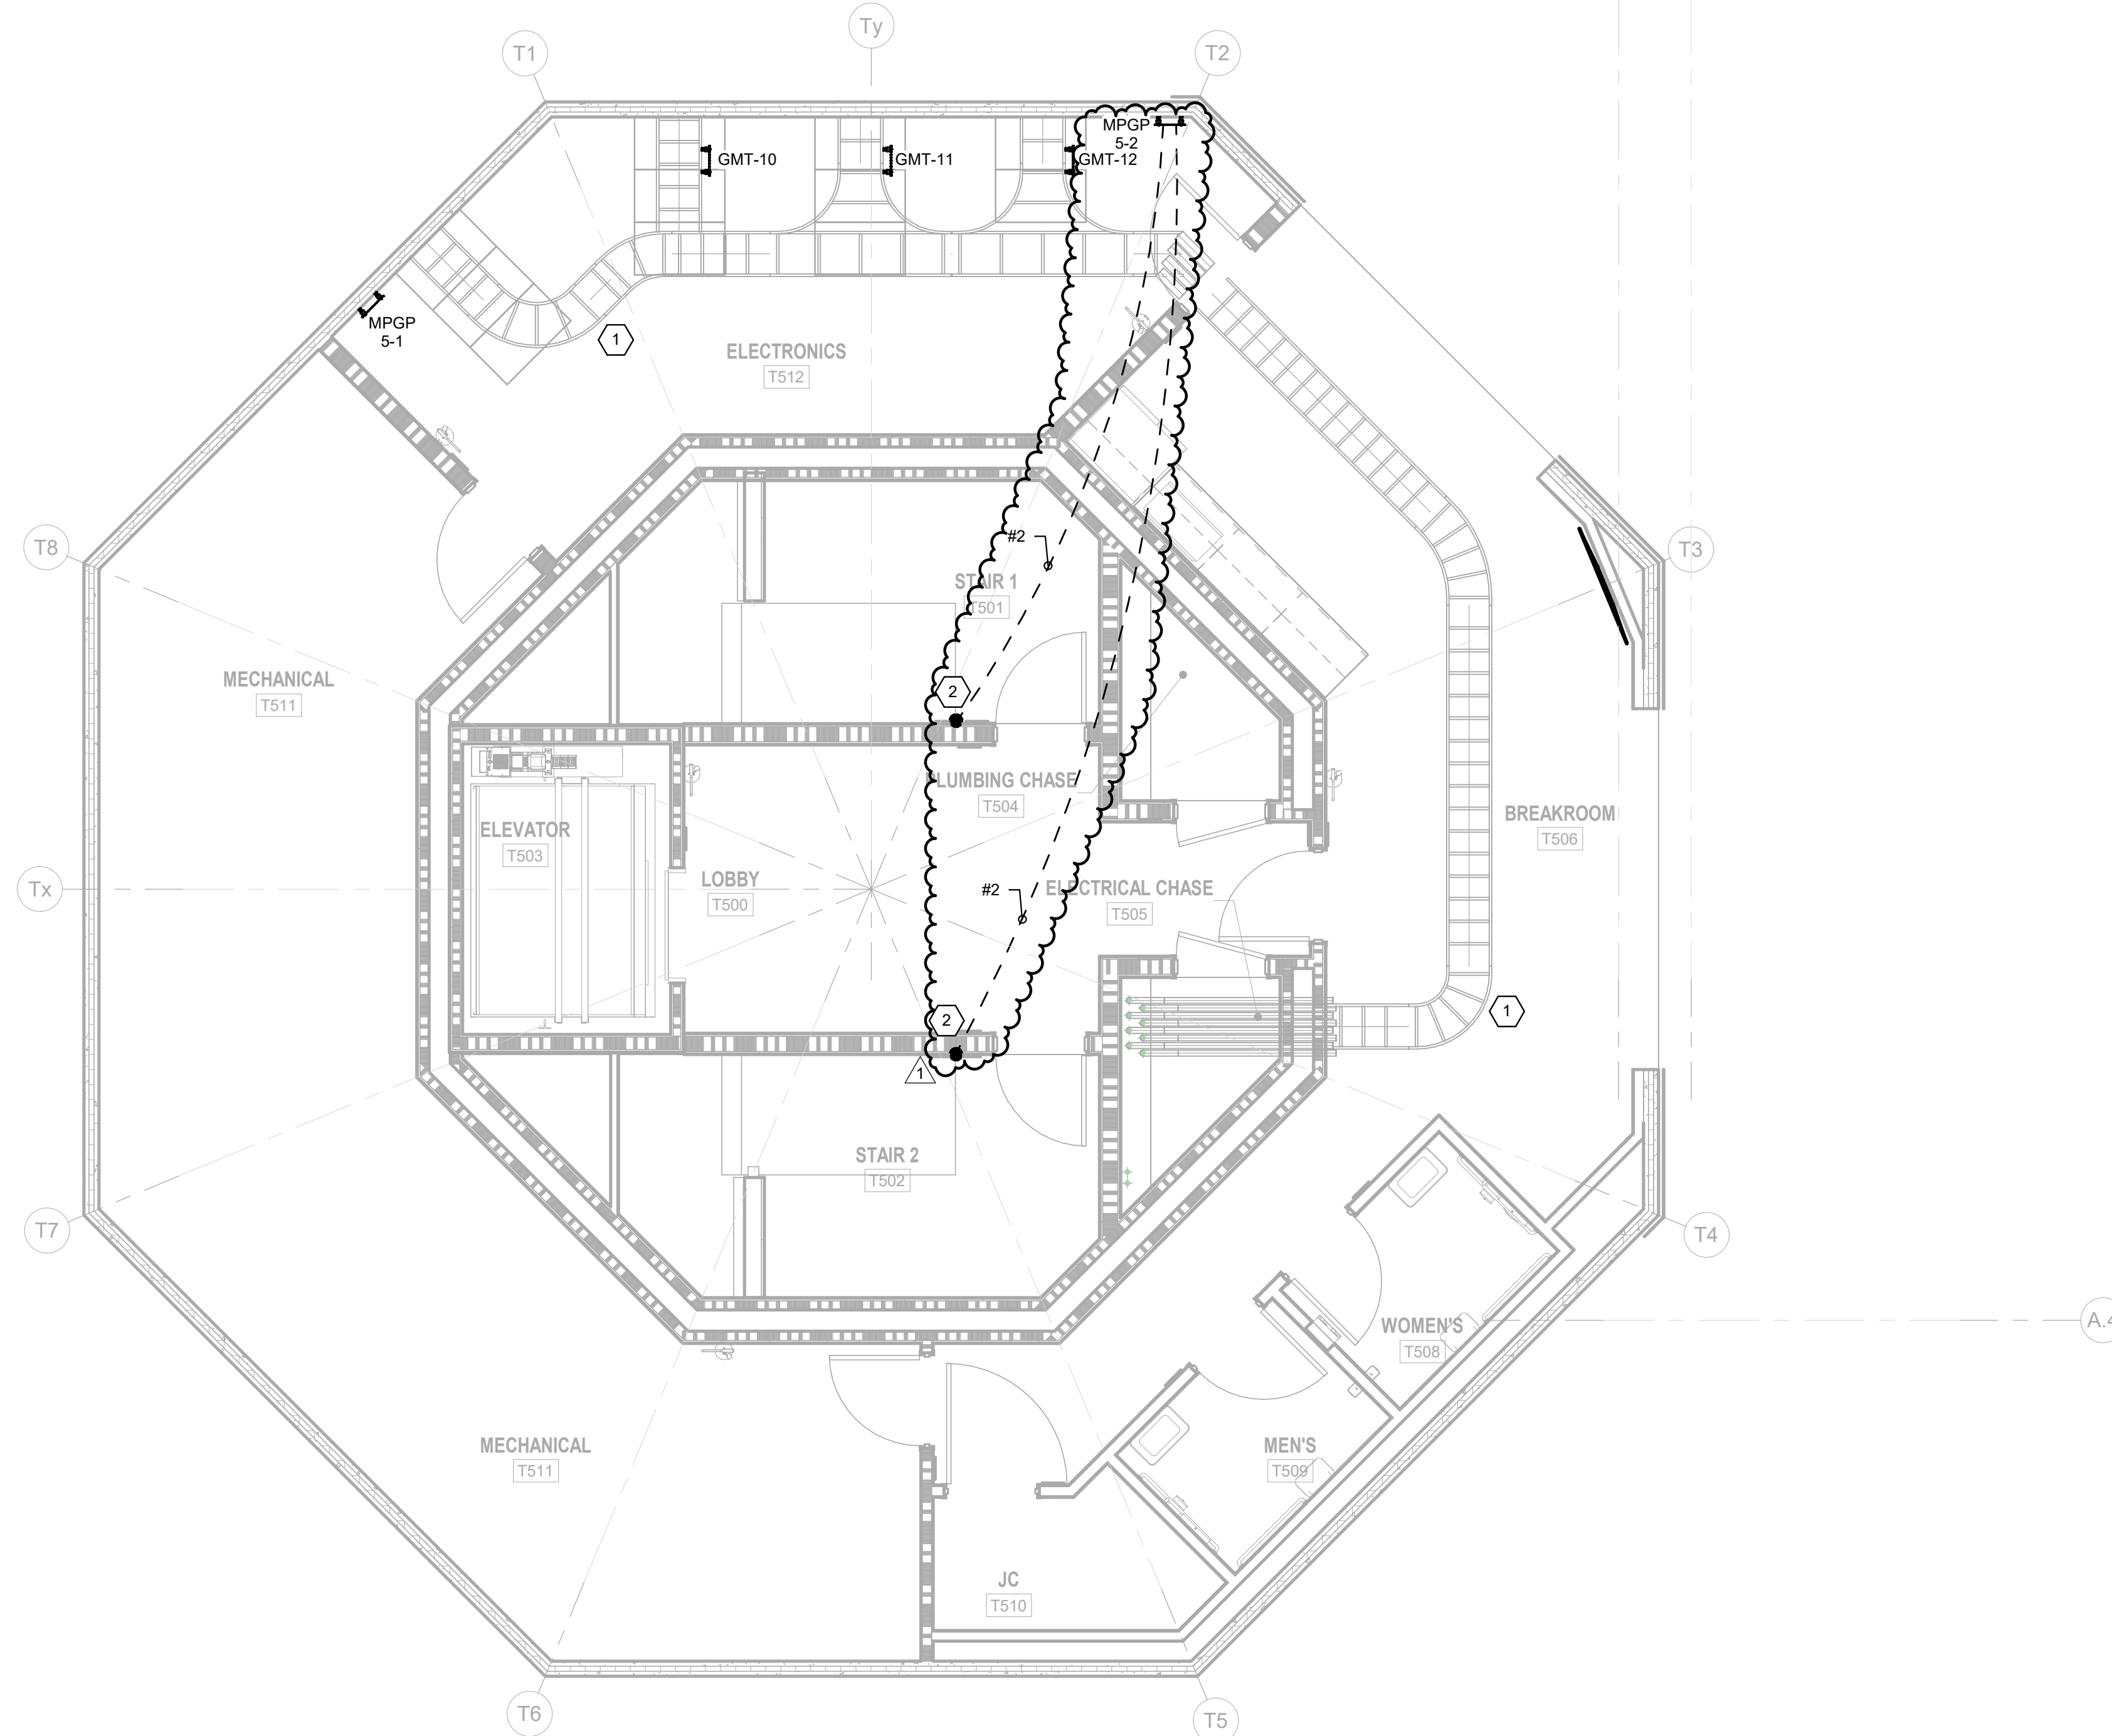 Ty
T1
T2
MPGP
5-2
GMT-10
GMT-11
GMT-12
MPGP
5-1
1
ELECTRONICS
T512
#2
T8
T3
STAIR 1
T501
MECHANICAL
T511
2
PLUMBING CHASE
T504
ELEVATOR
T503
BREAKROOM
T506
Tx
LOBBY
T500
#2
ELECTRICAL CHASE
T505
2
1
1
STAIR 2
T502
T7
T4
WOMEN'S
T508
A.4
MECHANICAL
T511
MEN'S
T509
JC
T510
T6
T5